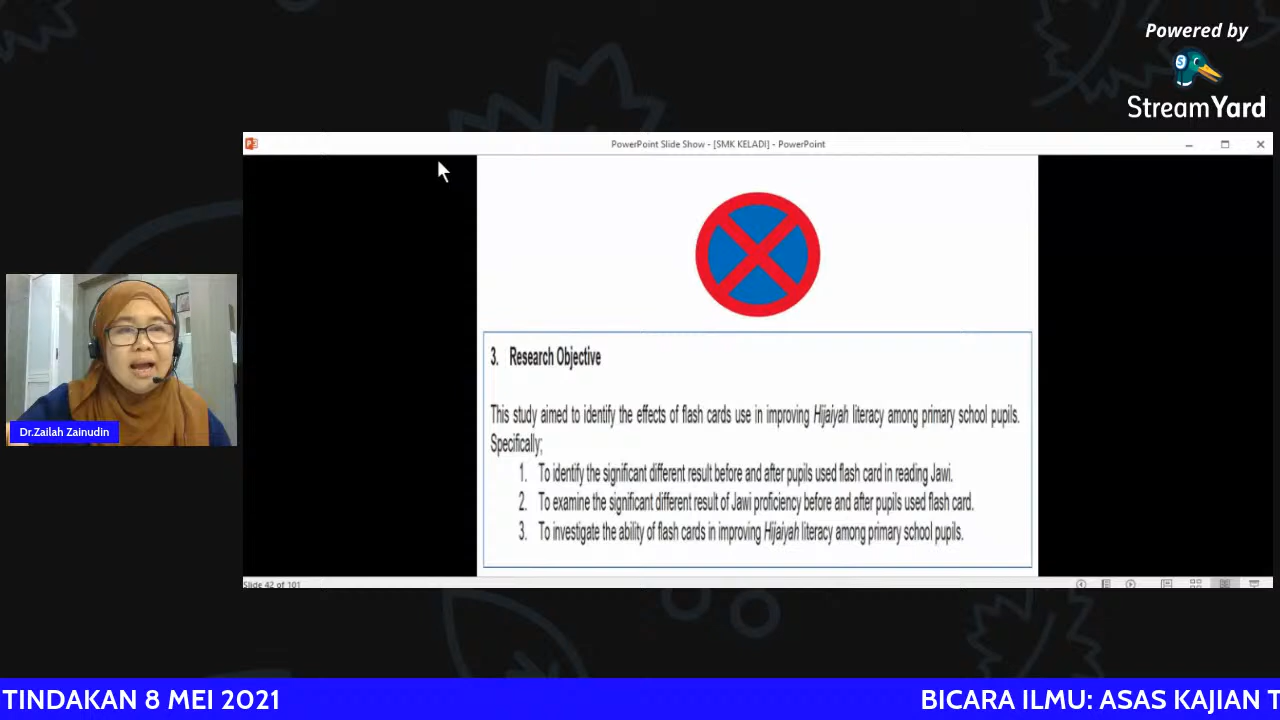 Powered by
StreamYard
PowerPoint Slide Show - [SMK KELADI] - PowerPoint
3. Research Objective
This study aimed to identify the effects of flash cards use in improving Hijaiyah literacy among primary school pupils.
Specifically;
1. To identify the significant different result before and after pupils used flash card in reading Jawi.
2. To examine the significant different result of Jawi proficiency before and after pupils used flash card.
3. To investigate the ability of flash cards in improving Hijaiyah literacy among primary school pupils.
Dr.Zailah Zainudin
Slide 42 of 101
TINDAKAN 8 MEI 2021 BICARA ILMU: ASAS KAJIAN T